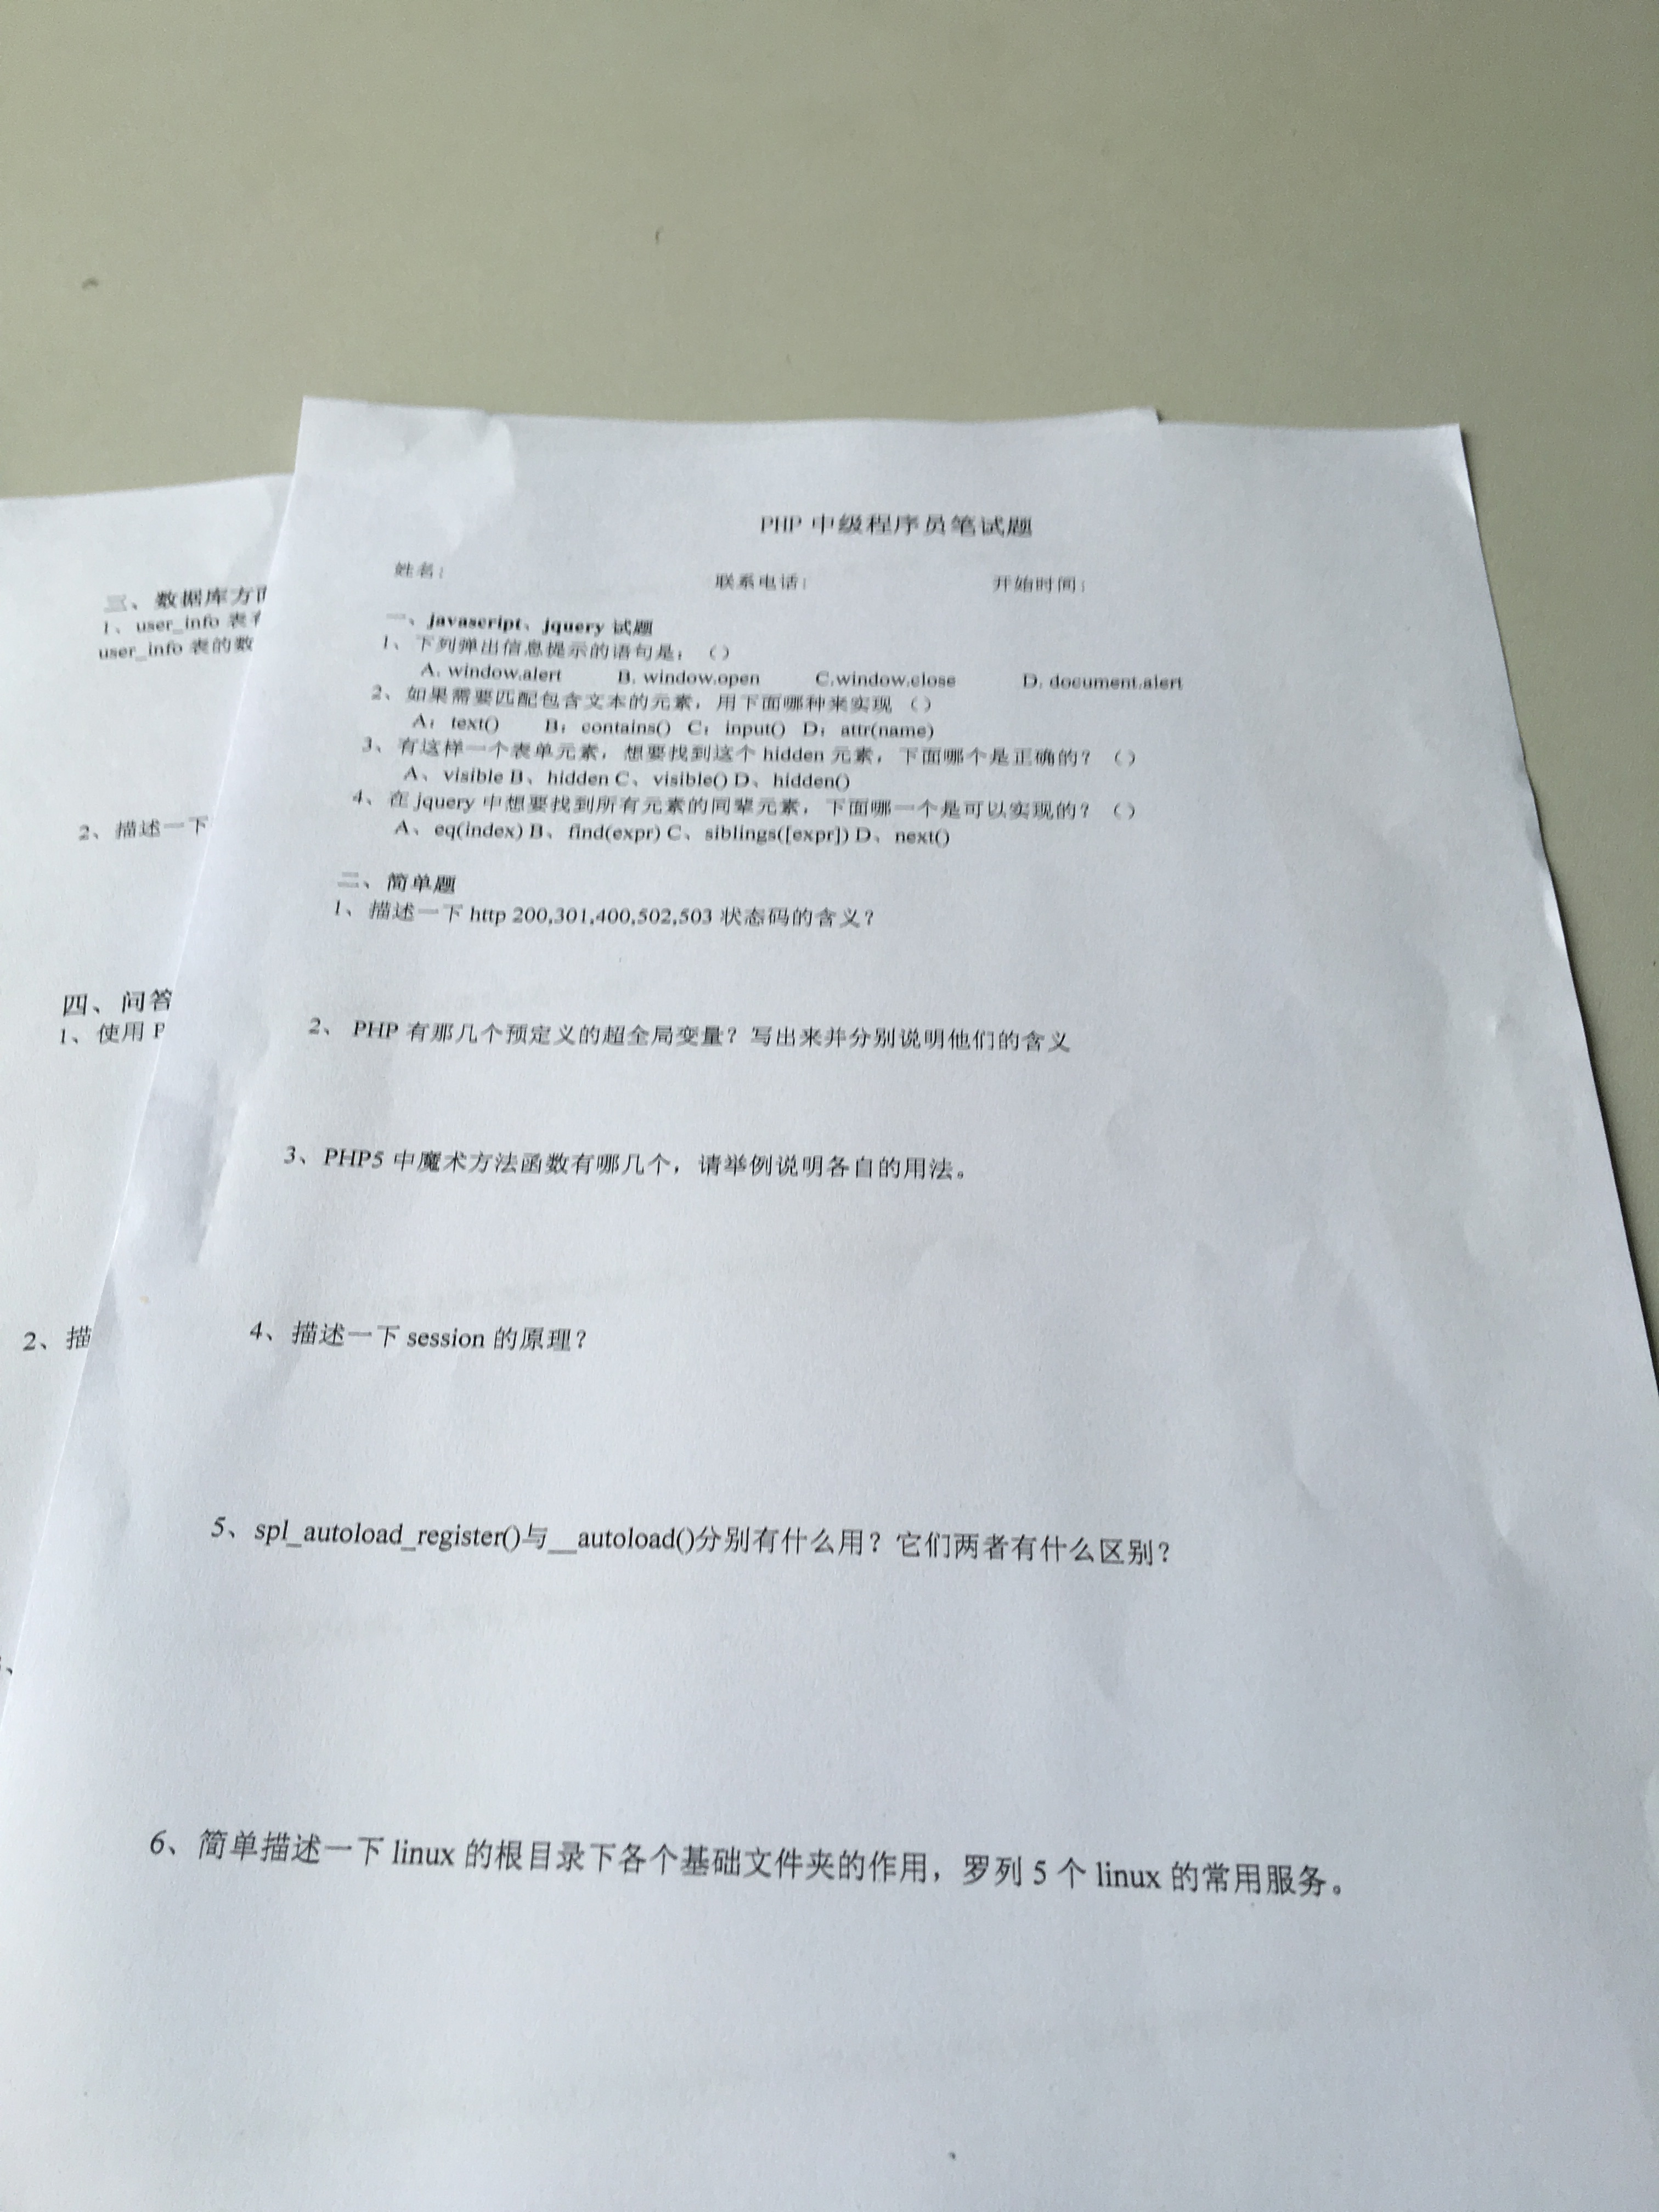 PHP 中级程序员笔试题
姓名： 联系电话： 开始时间：
一、javascript、jquery 试题
1、下列弹出信息提示的语句是：（）
A. window.alert B. window.open C.window.close D. document.alert
2、如果需要匹配包含文本的元素，用下面哪种来实现（）
A： text() B： contains() C： input() D： attr(name)
3、有这样一个表单元素，想要找到这个 hidden 元素，下面哪个是正确的？（）
A、visible B、hidden C、visible() D、hidden()
4、在 jquery 中想要找到所有元素的同辈元素，下面哪一个是可以实现的？（）
A、eq(index) B、find(expr) C、siblings([expr]) D、next()
二、简单题
1、描述一下 http 200,301,400,502,503 状态码的含义？
2、 PHP 有那几个预定义的超全局变量？写出来并分别说明他们的含义
3、PHP5 中魔术方法函数有哪几个，请举例说明各自的用法。
4、描述一下 session 的原理？
5、spl_autoload_register()与__autoload()分别有什么用？它们两者有什么区别？
6、简单描述一下 linux 的根目录下各个基础文件夹的作用，罗列 5 个 linux 的常用服务。
三、数据库方
1、user_info 表
user_info 表的数
2、描述一下
四、问答
1、使用 P
2、描